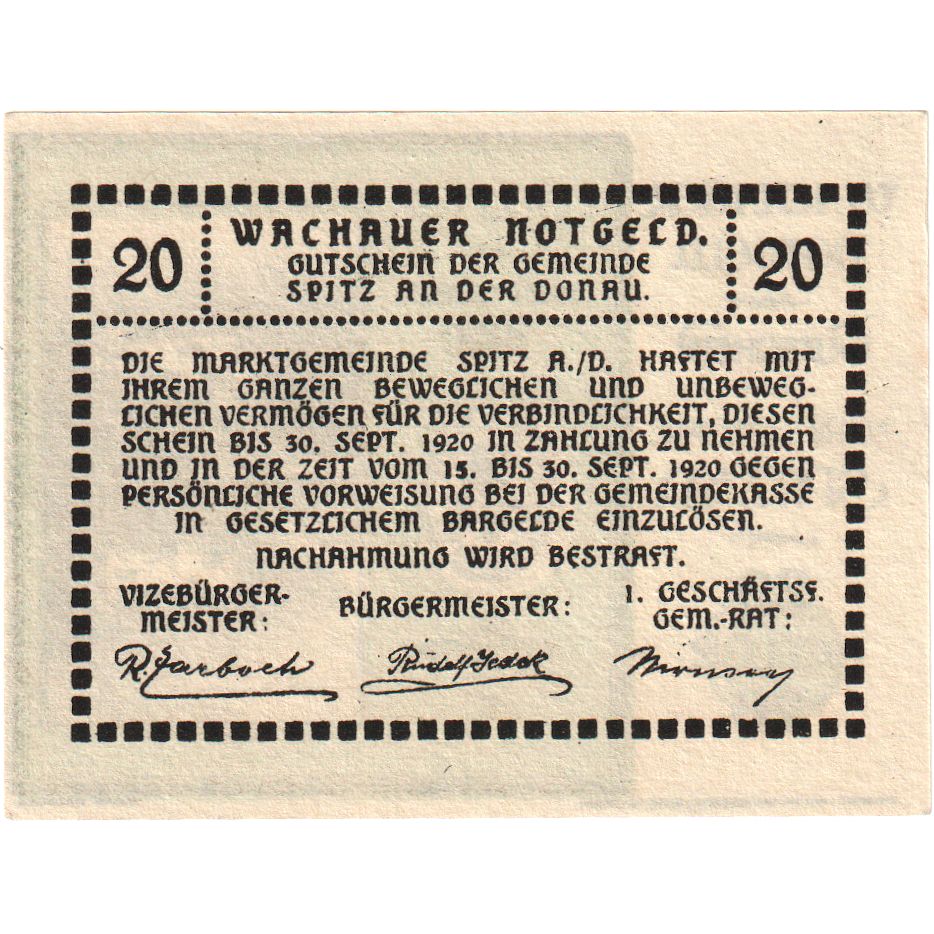 20 WACHAUER NOTGELD. 20
GUTSCHEIN DER GEMEINDE
SPITZ AN DER DONAU.
DIE MARKTGEMEINDE SPITZ A./D. HAFTET MIT
IHREM GANZEN BEWEGLICHEN UND UNBEWEG-
LICHEN VERMÖGEN FÜR DIE VERBINDLICHKEIT, DIESEN
SCHEIN BIS 30. SEPT. 1920 IN ZAHLUNG ZU NEHMEN
UND IN DER ZEIT VOM 15. BIS 30. SEPT. 1920 GEGEN
PERSÖNLICHE VORWEISUNG BEI DER GEMEINDEKASSE
IN GESETZLICHEM BARGELDE EINZULÖSEN.
NACHAHMUNG WIRD BESTRAFT.
VIZEBÜRGER-
MEISTER:
BÜRGERMEISTER:
1. GESCHÄFTSF.
GEM.-RAT:
R.
Rudolf